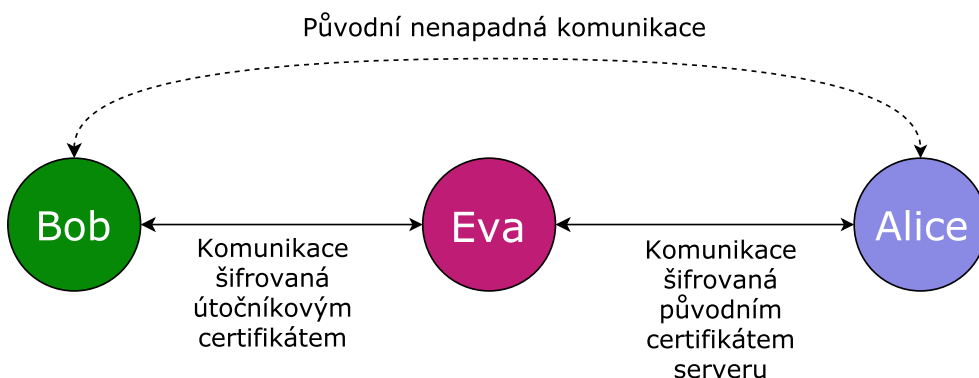 Původní nenapadná komunikace
Bob
Eva
Alice
Komunikace
šifrovaná
útočníkovým
certifikátem
Komunikace
šifrovaná
původním
certifikátem
serveru